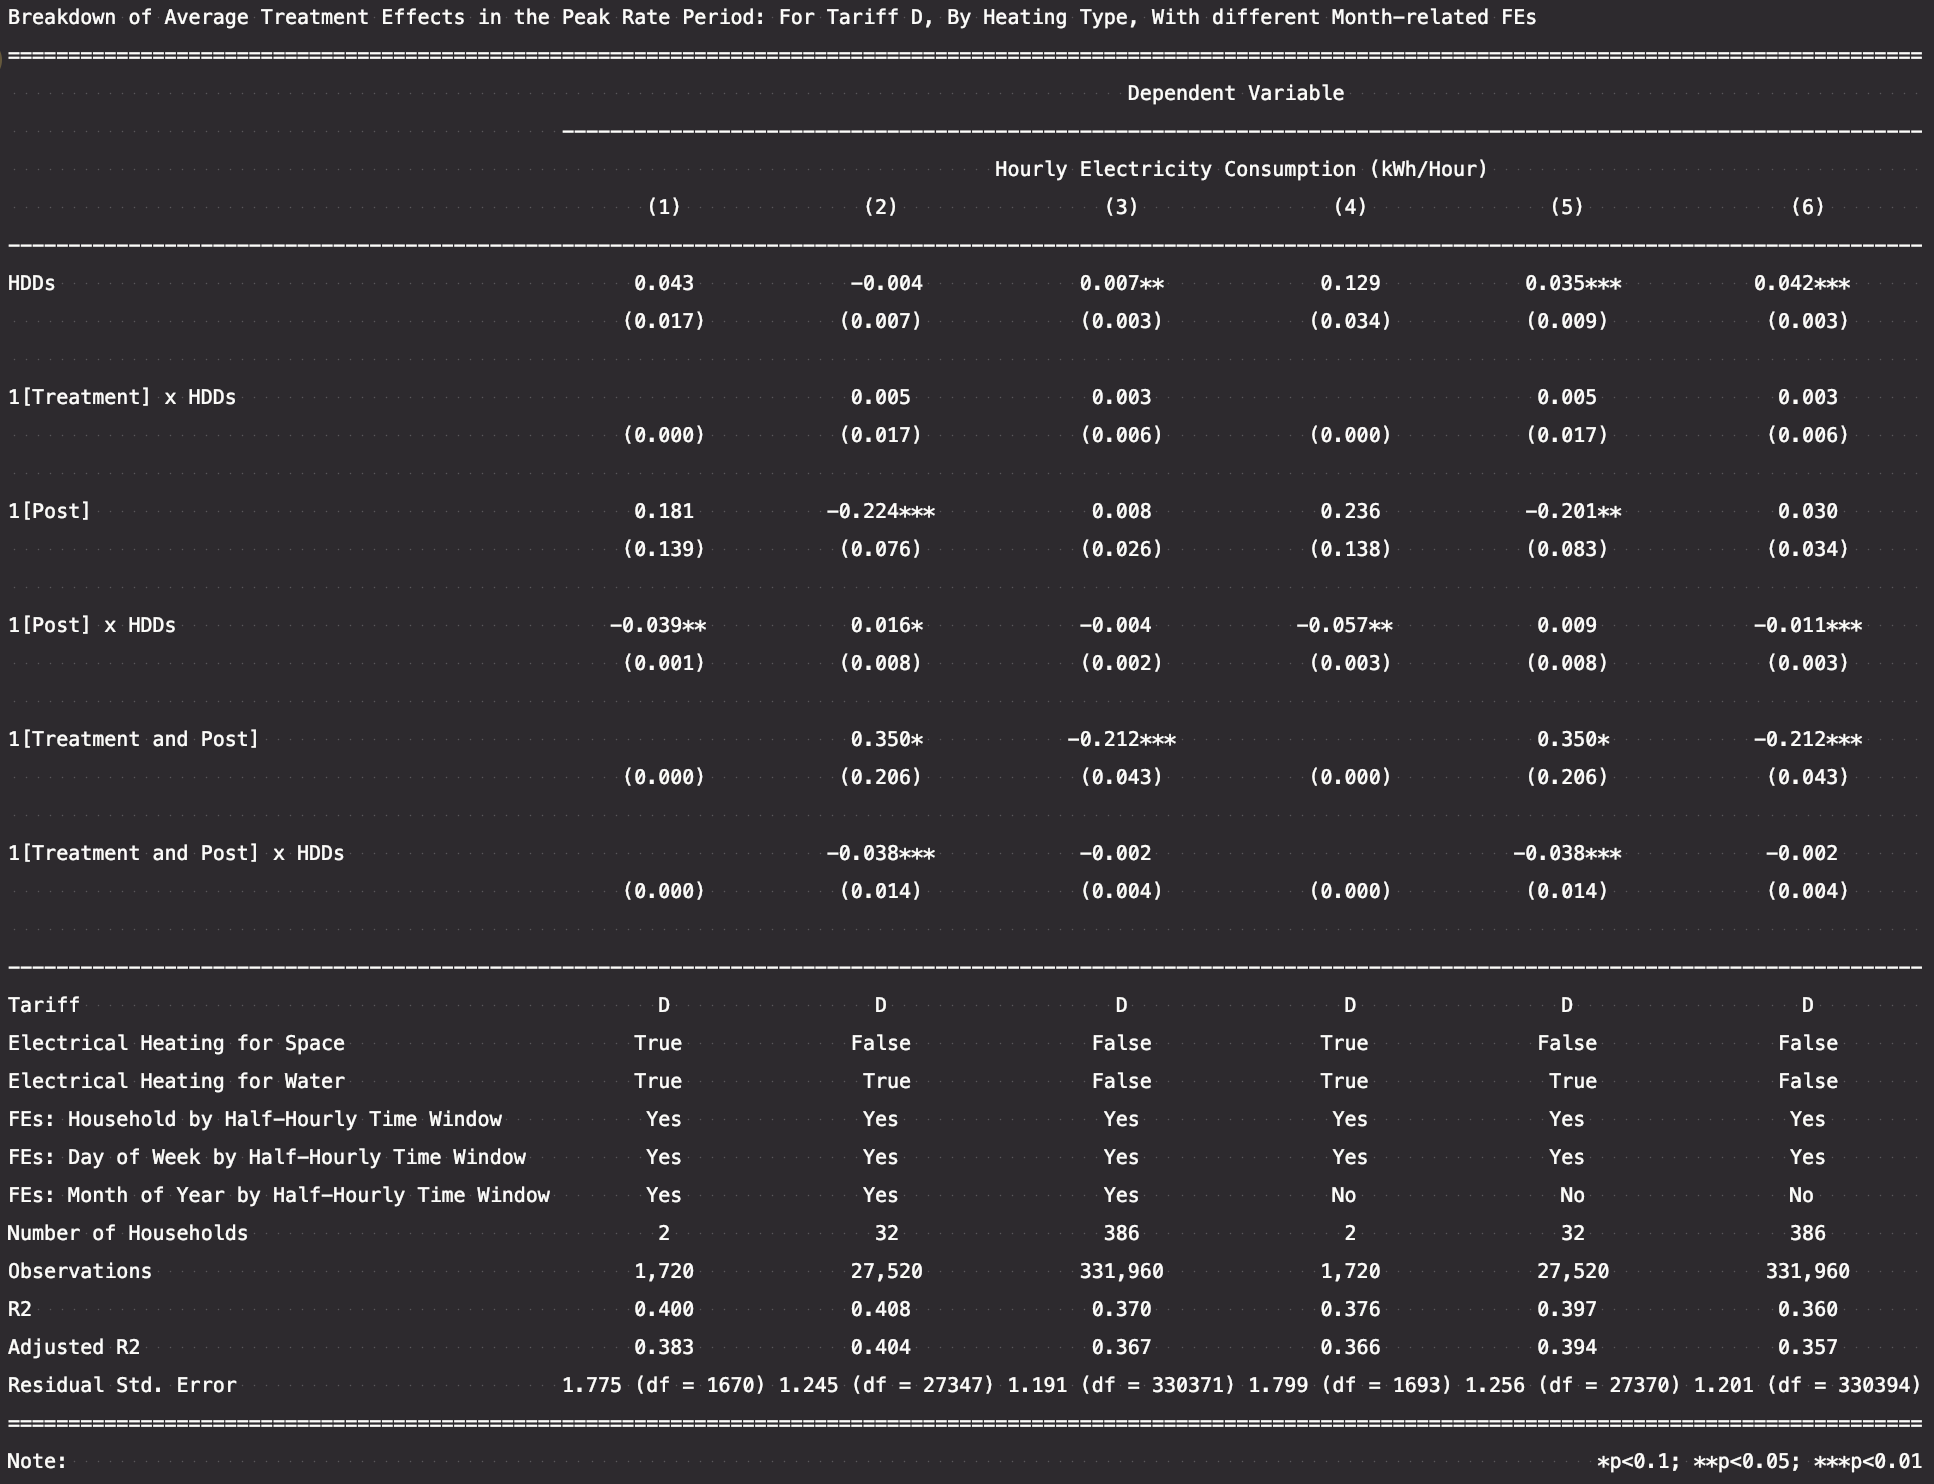 Breakdown of Average Treatment Effects in the Peak Rate Period: For Tariff D, By Heating Type, With different Month-related FEs
Dependent Variable
Hourly Electricity Consumption (kWh/Hour)
(1) (2) (3) (4) (5) (6)
HDDs 0.043 -0.004 0.007** 0.129 0.035*** 0.042***
(0.017) (0.007) (0.003) (0.034) (0.009) (0.003)
1[Treatment] x HDDs 0.005 0.003 0.005 0.003
(0.000) (0.017) (0.006) (0.000) (0.017) (0.006)
1[Post] 0.181 -0.224*** 0.008 0.236 -0.201** 0.030
(0.139) (0.076) (0.026) (0.138) (0.083) (0.034)
1[Post] x HDDs -0.039** 0.016* -0.004 -0.057** 0.009 -0.011***
(0.001) (0.008) (0.002) (0.003) (0.008) (0.003)
1[Treatment and Post] 0.350* -0.212*** 0.350* -0.212***
(0.000) (0.206) (0.043) (0.000) (0.206) (0.043)
1[Treatment and Post] x HDDs -0.038*** -0.002 -0.038*** -0.002
(0.000) (0.014) (0.004) (0.000) (0.014) (0.004)
Tariff D D D D D D
Electrical Heating for Space True False False True False False
Electrical Heating for Water True True False True True False
FEs: Household by Half-Hourly Time Window Yes Yes Yes Yes Yes Yes
FEs: Day of Week by Half-Hourly Time Window Yes Yes Yes Yes Yes Yes
FEs: Month of Year by Half-Hourly Time Window Yes Yes Yes No No No
Number of Households 2 32 386 2 32 386
Observations 1,720 27,520 331,960 1,720 27,520 331,960
R2 0.400 0.408 0.370 0.376 0.397 0.360
Adjusted R2 0.383 0.404 0.367 0.366 0.394 0.357
Residual Std. Error 1.775 (df = 1670) 1.245 (df = 27347) 1.191 (df = 330371) 1.799 (df = 1693) 1.256 (df = 27370) 1.201 (df = 330394)
Note: *p<0.1; **p<0.05; ***p<0.01